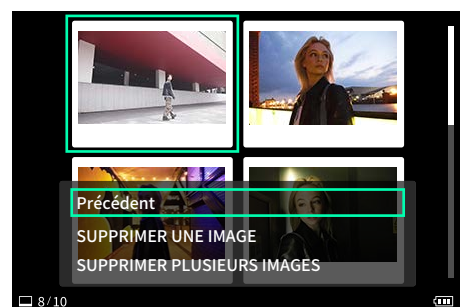 Précédent
SUPPRIMER UNE IMAGE
SUPPRIMER PLUSIEURS IMAGES
8/10